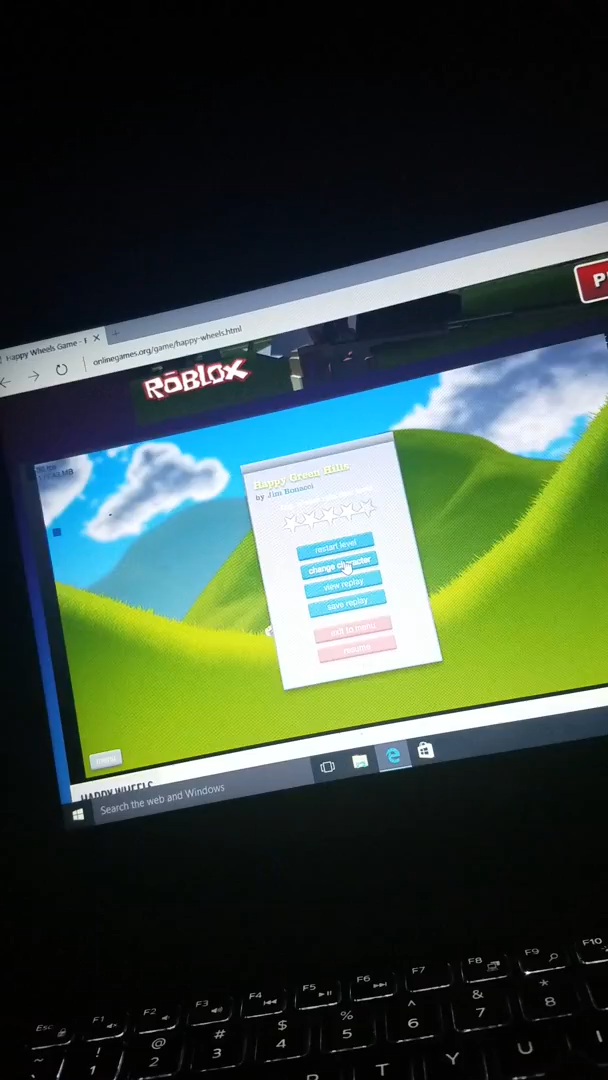 Happy Wheels Game -
onlinegames.org/game/happy-wheels.html
ROBLOX
Happy Green Hills
by Jim Bonacci
restart level
change character
view replay
save replay
exit to menu
resume
menu
HAPPY WHEELS
Search the web and Windows
Esc
F1
F2
F3
F4
F5
F6
F7
F8
F9
F10
~
!
1
@
2
#
3
$
4
%
5
^
6
&
7
*
8
R
T
Y
U
I